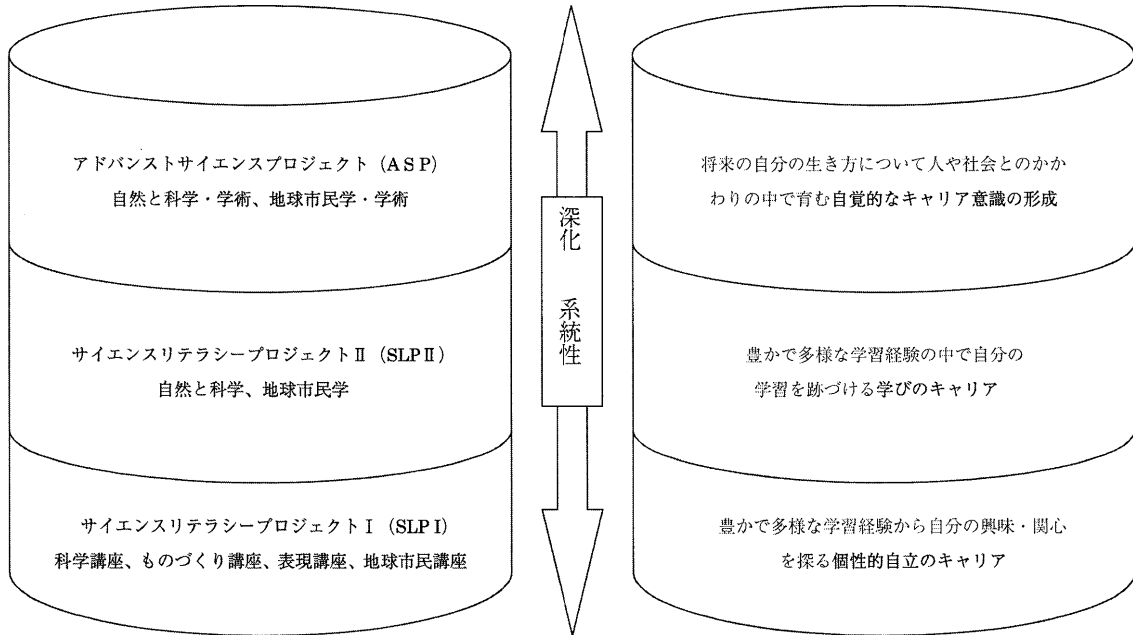 アドバンストサイエンスプロジェクト（ASP）
自然と科学・学術、地球市民学・学術
サイエンスリテラシープロジェクトⅡ（SLPⅡ）
自然と科学、地球市民学
サイエンスリテラシープロジェクトⅠ（SLPⅠ）
科学講座、ものづくり講座、表現講座、地球市民講座
深化　系統性
将来の自分の生き方について人や社会とのかか
わりの中で育む自覚的なキャリア意識の形成
豊かで多様な学習経験の中で自分の
学習を跡づける学びのキャリア
豊かで多様な学習経験から自分の興味・関心
を探る個性的自立のキャリア